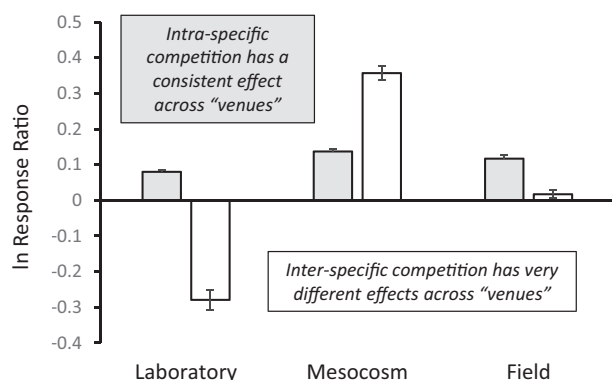 0.5
0.4
0.3
0.2
0.1
0
-0.1
-0.2
-0.3
-0.4
ln Response Ratio
Intra-specific
competition has a
consistent effect
across “venues”
Inter-specific competition has very
different effects across “venues”
Laboratory Mesocosm Field